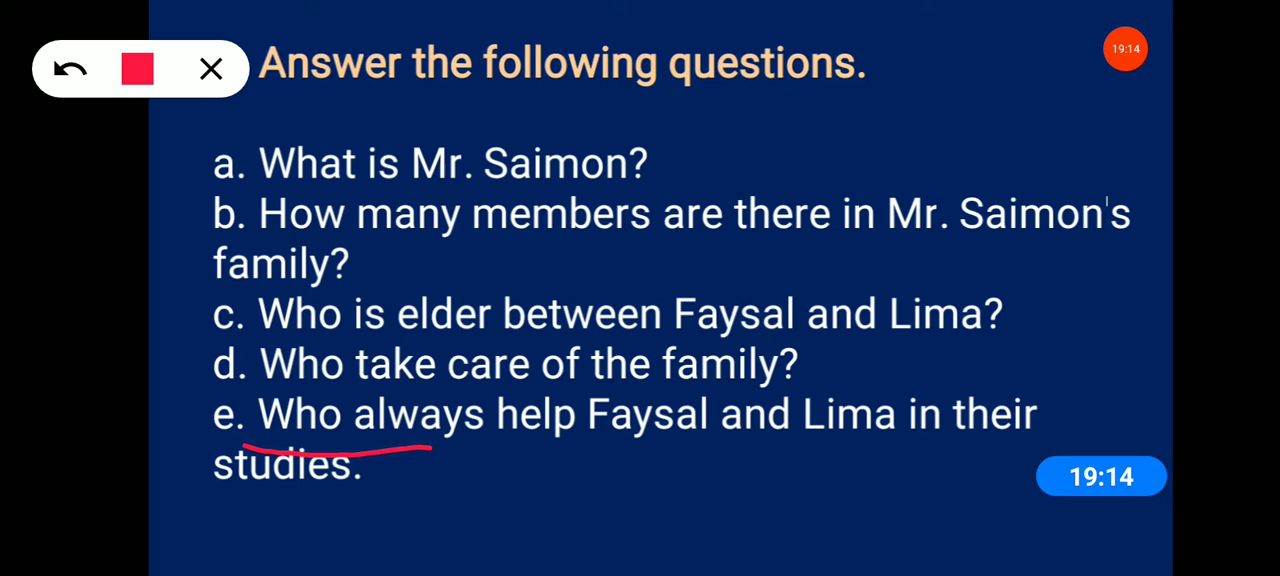 Answer the following questions.
19:14
a. What is Mr. Saimon?
b. How many members are there in Mr. Saimon's
family?
c. Who is elder between Faysal and Lima?
d. Who take care of the family?
e. Who always help Faysal and Lima in their
studies.
19:14